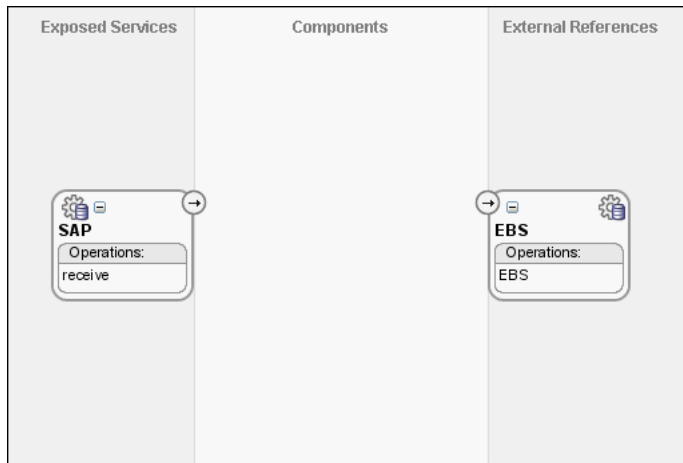 Exposed Services
Components
External References
SAP
Operations:
receive
EBS
Operations:
EBS